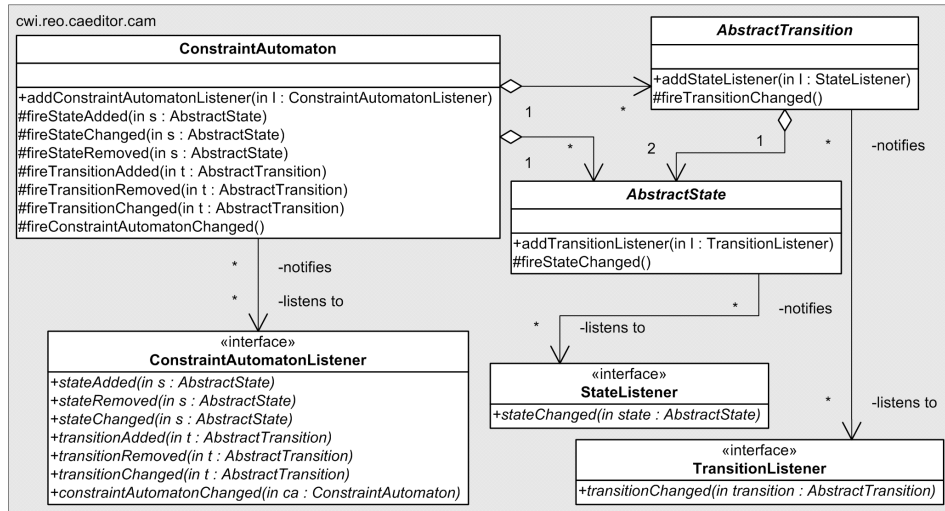 cwi.reo.caeditor.cam
ConstraintAutomaton
+addConstraintAutomatonListener(in l : ConstraintAutomatonListener)
#fireStateAdded(in s : AbstractState)
#fireStateChanged(in s : AbstractState)
#fireStateRemoved(in s : AbstractState)
#fireTransitionAdded(in t : AbstractTransition)
#fireTransitionRemoved(in t : AbstractTransition)
#fireTransitionChanged(in t : AbstractTransition)
#fireConstraintAutomatonChanged()
AbstractTransition
+addStateListener(in l : StateListener)
#fireTransitionChanged()
1
*
1
*
2
1
*
-notifies
AbstractState
+addTransitionListener(in l : TransitionListener)
#fireStateChanged()
*
-notifies
*
-listens to
*
-notifies
*
-listens to
*
-listens to
«interface»
ConstraintAutomatonListener
+stateAdded(in s : AbstractState)
+stateRemoved(in s : AbstractState)
+stateChanged(in s : AbstractState)
+transitionAdded(in t : AbstractTransition)
+transitionRemoved(in t : AbstractTransition)
+transitionChanged(in t : AbstractTransition)
+constraintAutomatonChanged(in ca : ConstraintAutomaton)
«interface»
StateListener
+stateChanged(in state : AbstractState)
«interface»
TransitionListener
+transitionChanged(in transition : AbstractTransition)